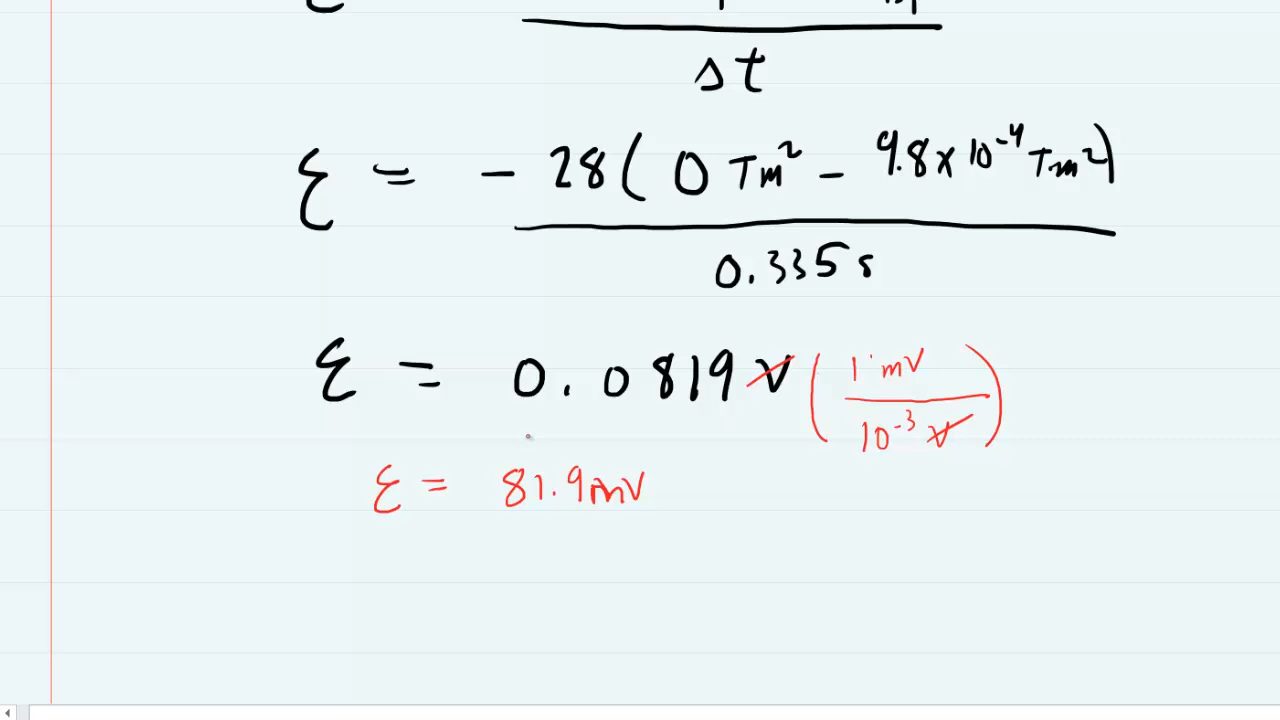 Δt
ε = - 28 ( 0 Tm² - 9.8 x 10⁻⁴ Tm²)
0.335 s
ε = 0.0819 V ( 1 mV / 10⁻³ V )
ε = 81.9 mV